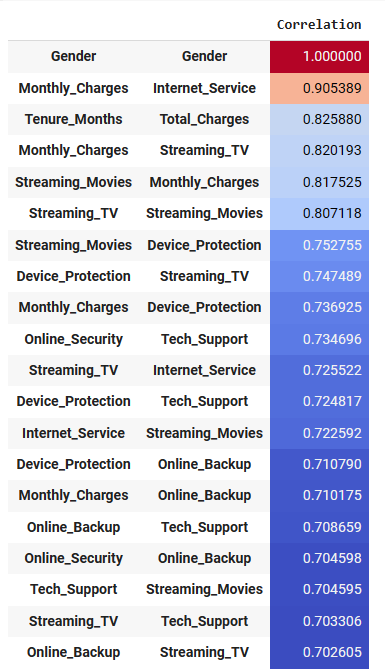 Correlation
Gender Gender 1.000000
Monthly_Charges Internet_Service 0.905389
Tenure_Months Total_Charges 0.825880
Monthly_Charges Streaming_TV 0.820193
Streaming_Movies Monthly_Charges 0.817525
Streaming_TV Streaming_Movies 0.807118
Streaming_Movies Device_Protection 0.752755
Device_Protection Streaming_TV 0.747489
Monthly_Charges Device_Protection 0.736925
Online_Security Tech_Support 0.734696
Streaming_TV Internet_Service 0.725522
Device_Protection Tech_Support 0.724817
Internet_Service Streaming_Movies 0.722592
Device_Protection Online_Backup 0.710790
Monthly_Charges Online_Backup 0.710175
Online_Backup Tech_Support 0.708659
Online_Security Online_Backup 0.704598
Tech_Support Streaming_Movies 0.704595
Streaming_TV Tech_Support 0.703306
Online_Backup Streaming_TV 0.702605